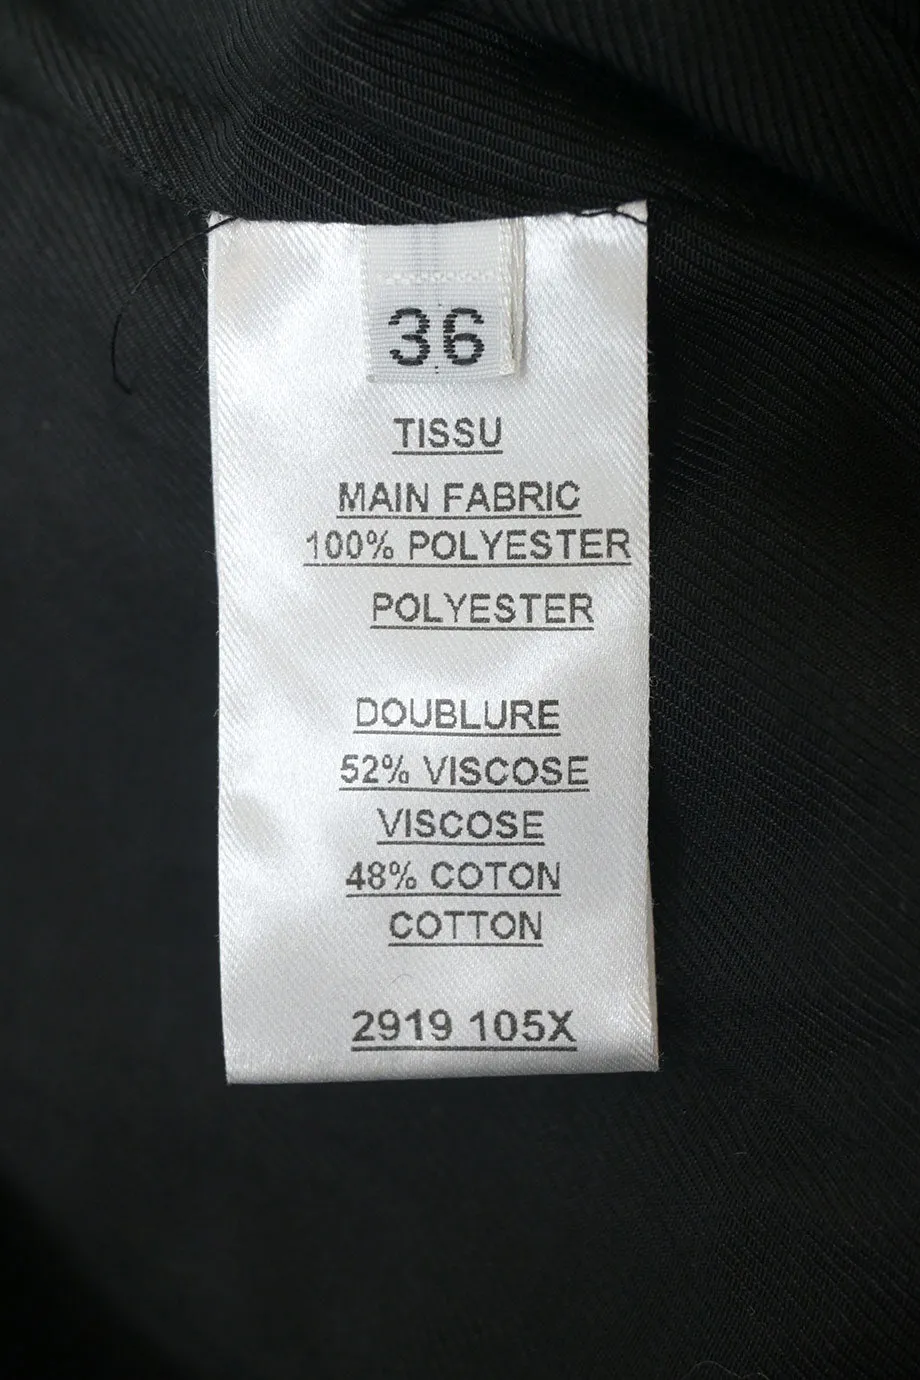 36
TISSU
MAIN FABRIC
100% POLYESTER
POLYESTER
DOUBLURE
52% VISCOSE
VISCOSE
48% COTON
COTTON
2919 105X